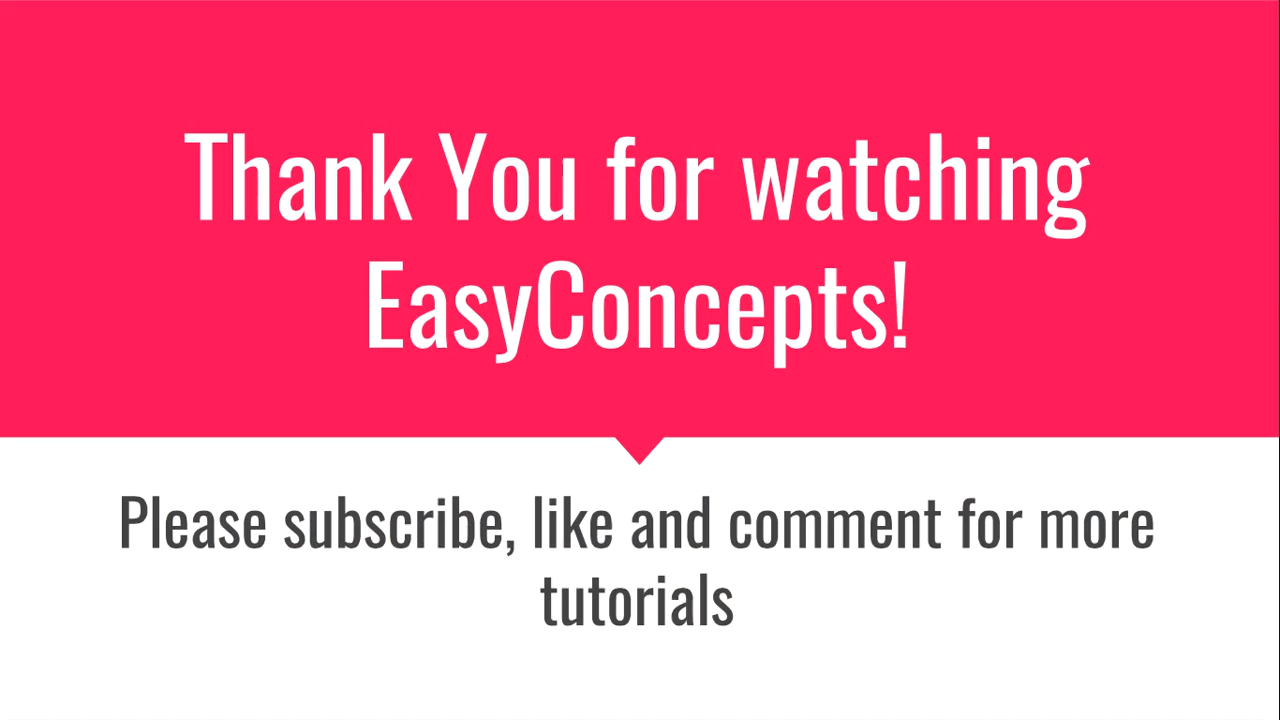 Thank You for watching
EasyConcepts!
Please subscribe, like and comment for more
tutorials